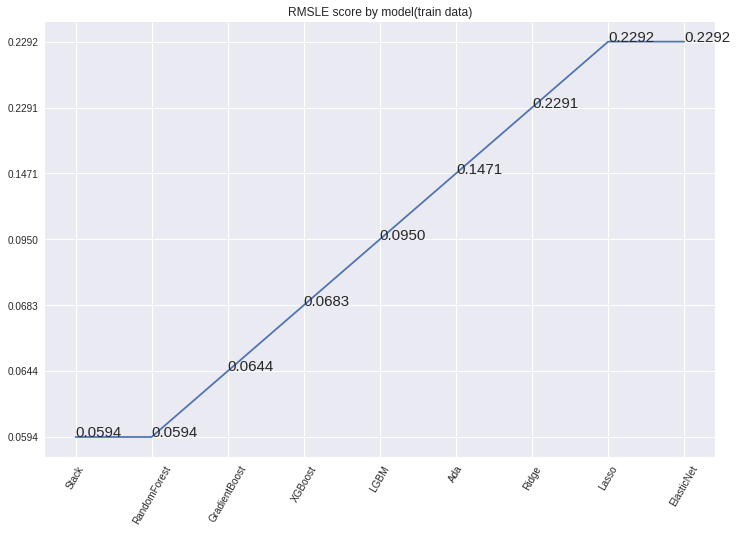 RMSLE score by model(train data)
0.2292
0.2291
0.1471
0.0950
0.0683
0.0644
0.0594
0.0594
0.0594
0.0644
0.0683
0.0950
0.1471
0.2291
0.2292
0.2292
Stack
RandomForest
GradientBoost
XGBoost
LGBM
Ada
Ridge
Lasso
ElasticNet